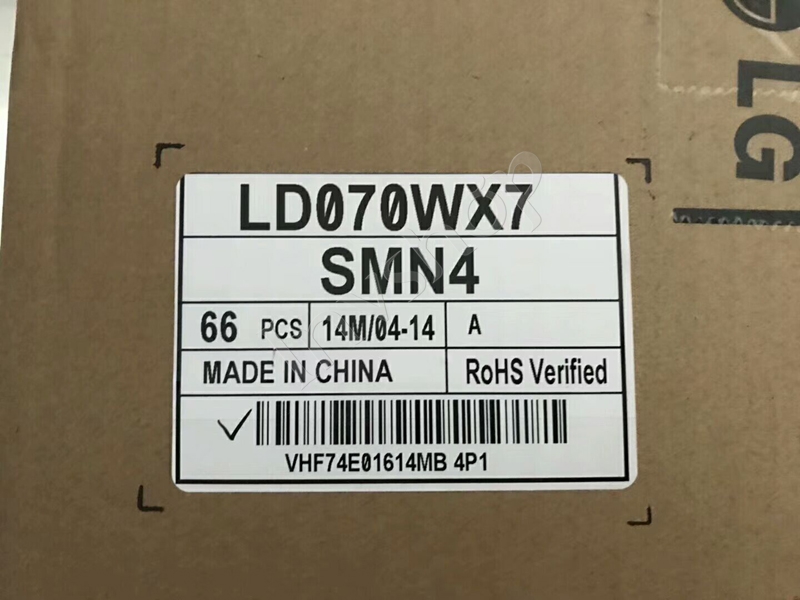 LG
LD070WX7
SMN4
66 PCS 14M/04-14 A
MADE IN CHINA RoHS Verified
VHF74E01614MB 4P1